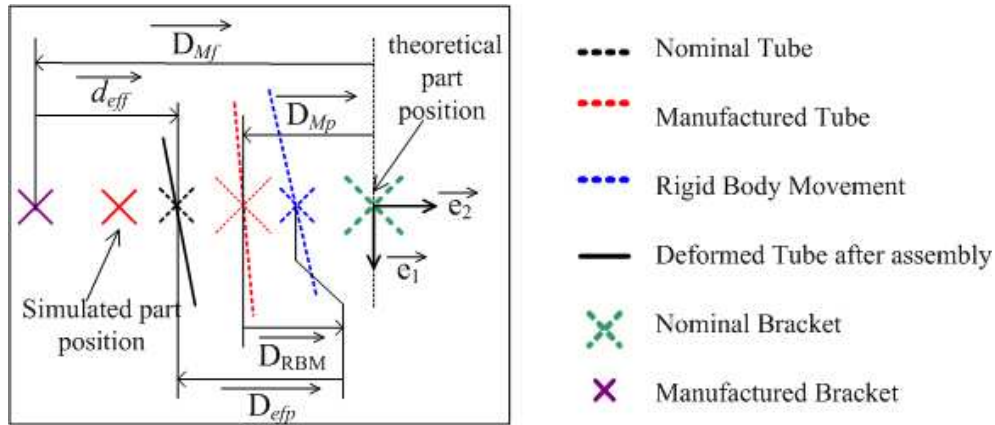 D_Mf
theoretical
part
position
d_eff
D_Mp
e_2
e_1
Simulated part
position
D_RBM
D_efp
Nominal Tube
Manufactured Tube
Rigid Body Movement
Deformed Tube after assembly
Nominal Bracket
Manufactured Bracket